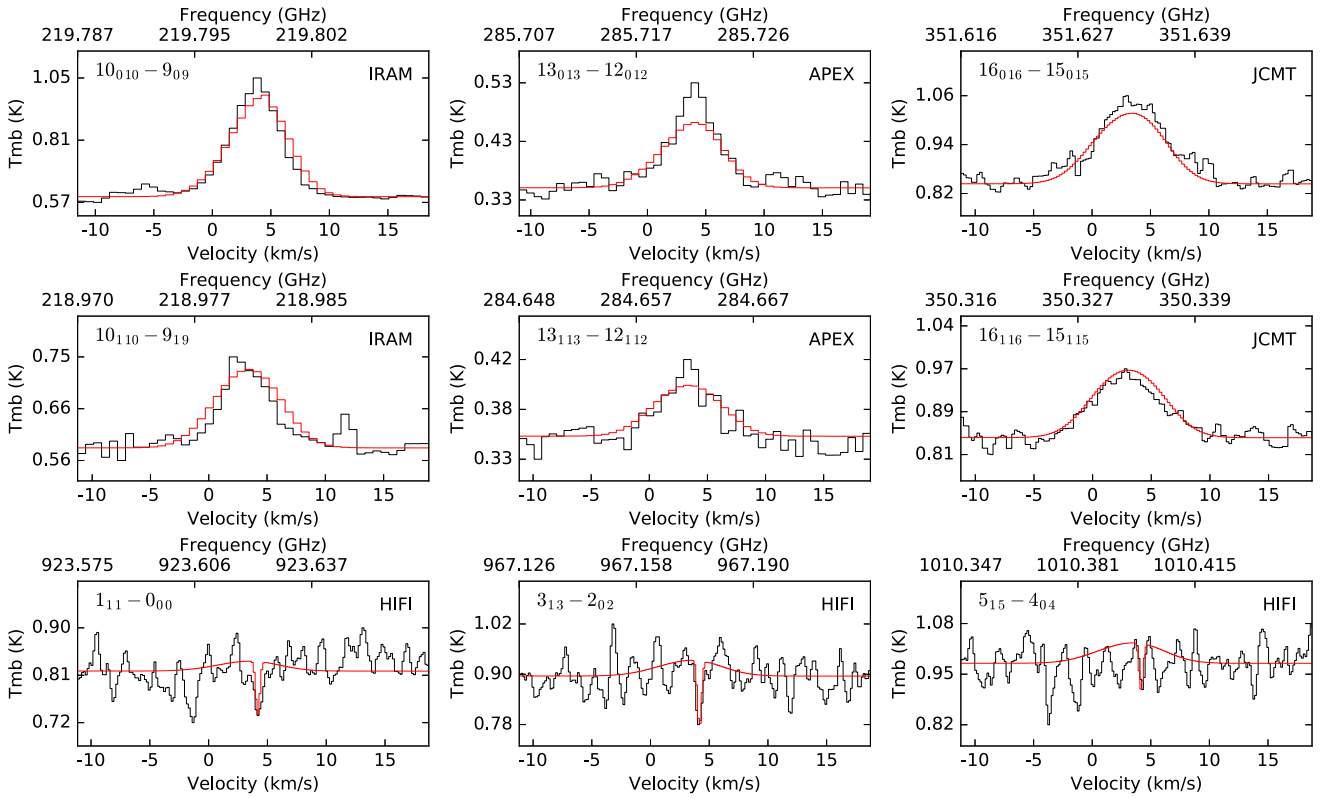 Frequency (GHz) Frequency (GHz) Frequency (GHz)
219.787 219.795 219.802 285.707 285.717 285.726 351.616 351.627 351.639
10₀₁₀ − 9₀₉ IRAM 13₀₁₃ − 12₀₁₂ APEX 16₀₁₆ − 15₀₁₅ JCMT
Tmb (K) 1.05 0.81 0.57 Tmb (K) 0.53 0.43 0.33 Tmb (K) 1.06 0.94 0.82
-10 -5 0 5 10 15 -10 -5 0 5 10 15 -10 -5 0 5 10 15
Velocity (km/s) Velocity (km/s) Velocity (km/s)
Frequency (GHz) Frequency (GHz) Frequency (GHz)
218.970 218.977 218.985 284.648 284.657 284.667 350.316 350.327 350.339
10₁₁₀ − 9₁₉ IRAM 13₁₁₃ − 12₁₁₂ APEX 16₁₁₆ − 15₁₁₅ JCMT
Tmb (K) 0.75 0.66 0.56 Tmb (K) 0.42 0.38 0.33 Tmb (K) 1.04 0.97 0.89 0.81
-10 -5 0 5 10 15 -10 -5 0 5 10 15 -10 -5 0 5 10 15
Velocity (km/s) Velocity (km/s) Velocity (km/s)
Frequency (GHz) Frequency (GHz) Frequency (GHz)
923.575 923.606 923.637 967.126 967.158 967.190 1010.347 1010.381 1010.415
1₁₁ − 0₀₀ HIFI 3₁₃ − 2₀₂ HIFI 5₁₅ − 4₀₄ HIFI
Tmb (K) 0.90 0.81 0.72 Tmb (K) 1.02 0.90 0.78 Tmb (K) 1.08 0.95 0.82
-10 -5 0 5 10 15 -10 -5 0 5 10 15 -10 -5 0 5 10 15
Velocity (km/s) Velocity (km/s) Velocity (km/s)